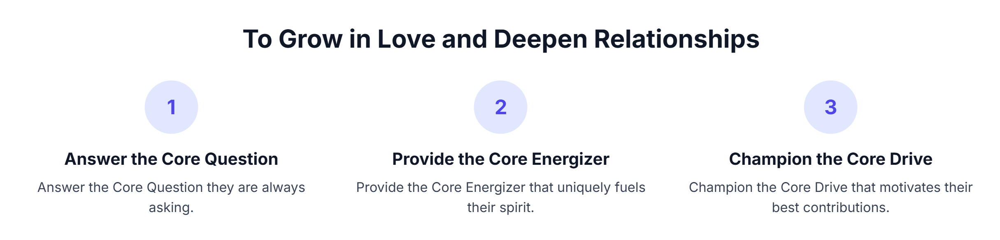 To Grow in Love and Deepen Relationships
1
Answer the Core Question
Answer the Core Question they are always
asking.
2
Provide the Core Energizer
Provide the Core Energizer that uniquely fuels
their spirit.
3
Champion the Core Drive
Champion the Core Drive that motivates their
best contributions.